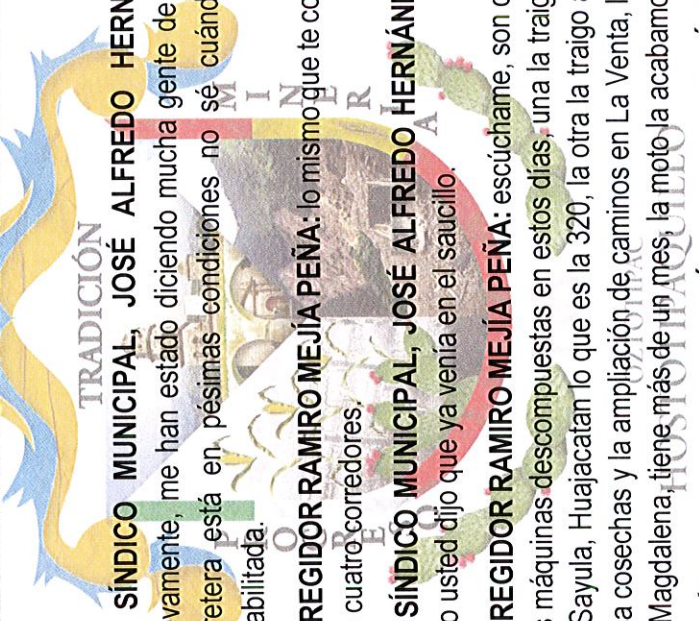 TRADICIÓN
SÍNDICO MUNICIPAL, JOSÉ ALFREDO HERN
vamente, me han estado diciendo mucha gente de
retera está en pésimas condiciones no sé cuánd
abilitada.
REGIDOR RAMIRO MEJÍA PEÑA: lo mismo que te co
cuatro corredores,
SÍNDICO MUNICIPAL, JOSÉ ALFREDO HERNÁN
o usted dijo que ya venía en el saucillo,
REGIDOR RAMIRO MEJÍA PEÑA: escúchame, son c
s máquinas descompuestas en estos días, una la traig
Sayula, Huajacatan lo que es la 320, la otra la traigo a
a cosechas y la ampliación de caminos en La Venta, l
Magdalena, tiene más de un mes, la moto la acabamo
MINERIA
HOSTOTIPAQUILLO